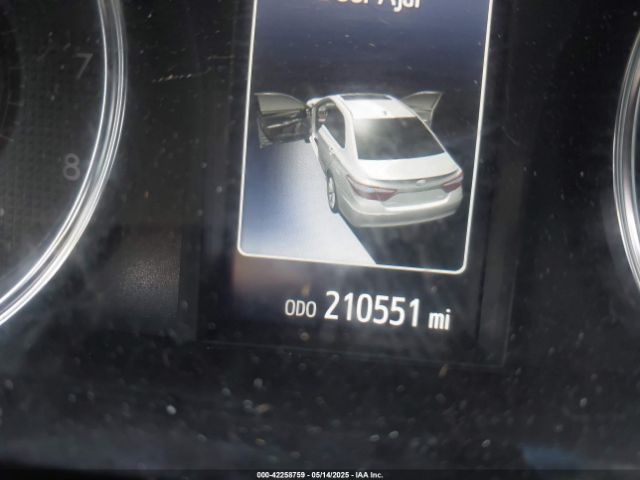 7
8
ODO 210551 mi
000-42258759 - 05/14/2025 - IAA Inc.